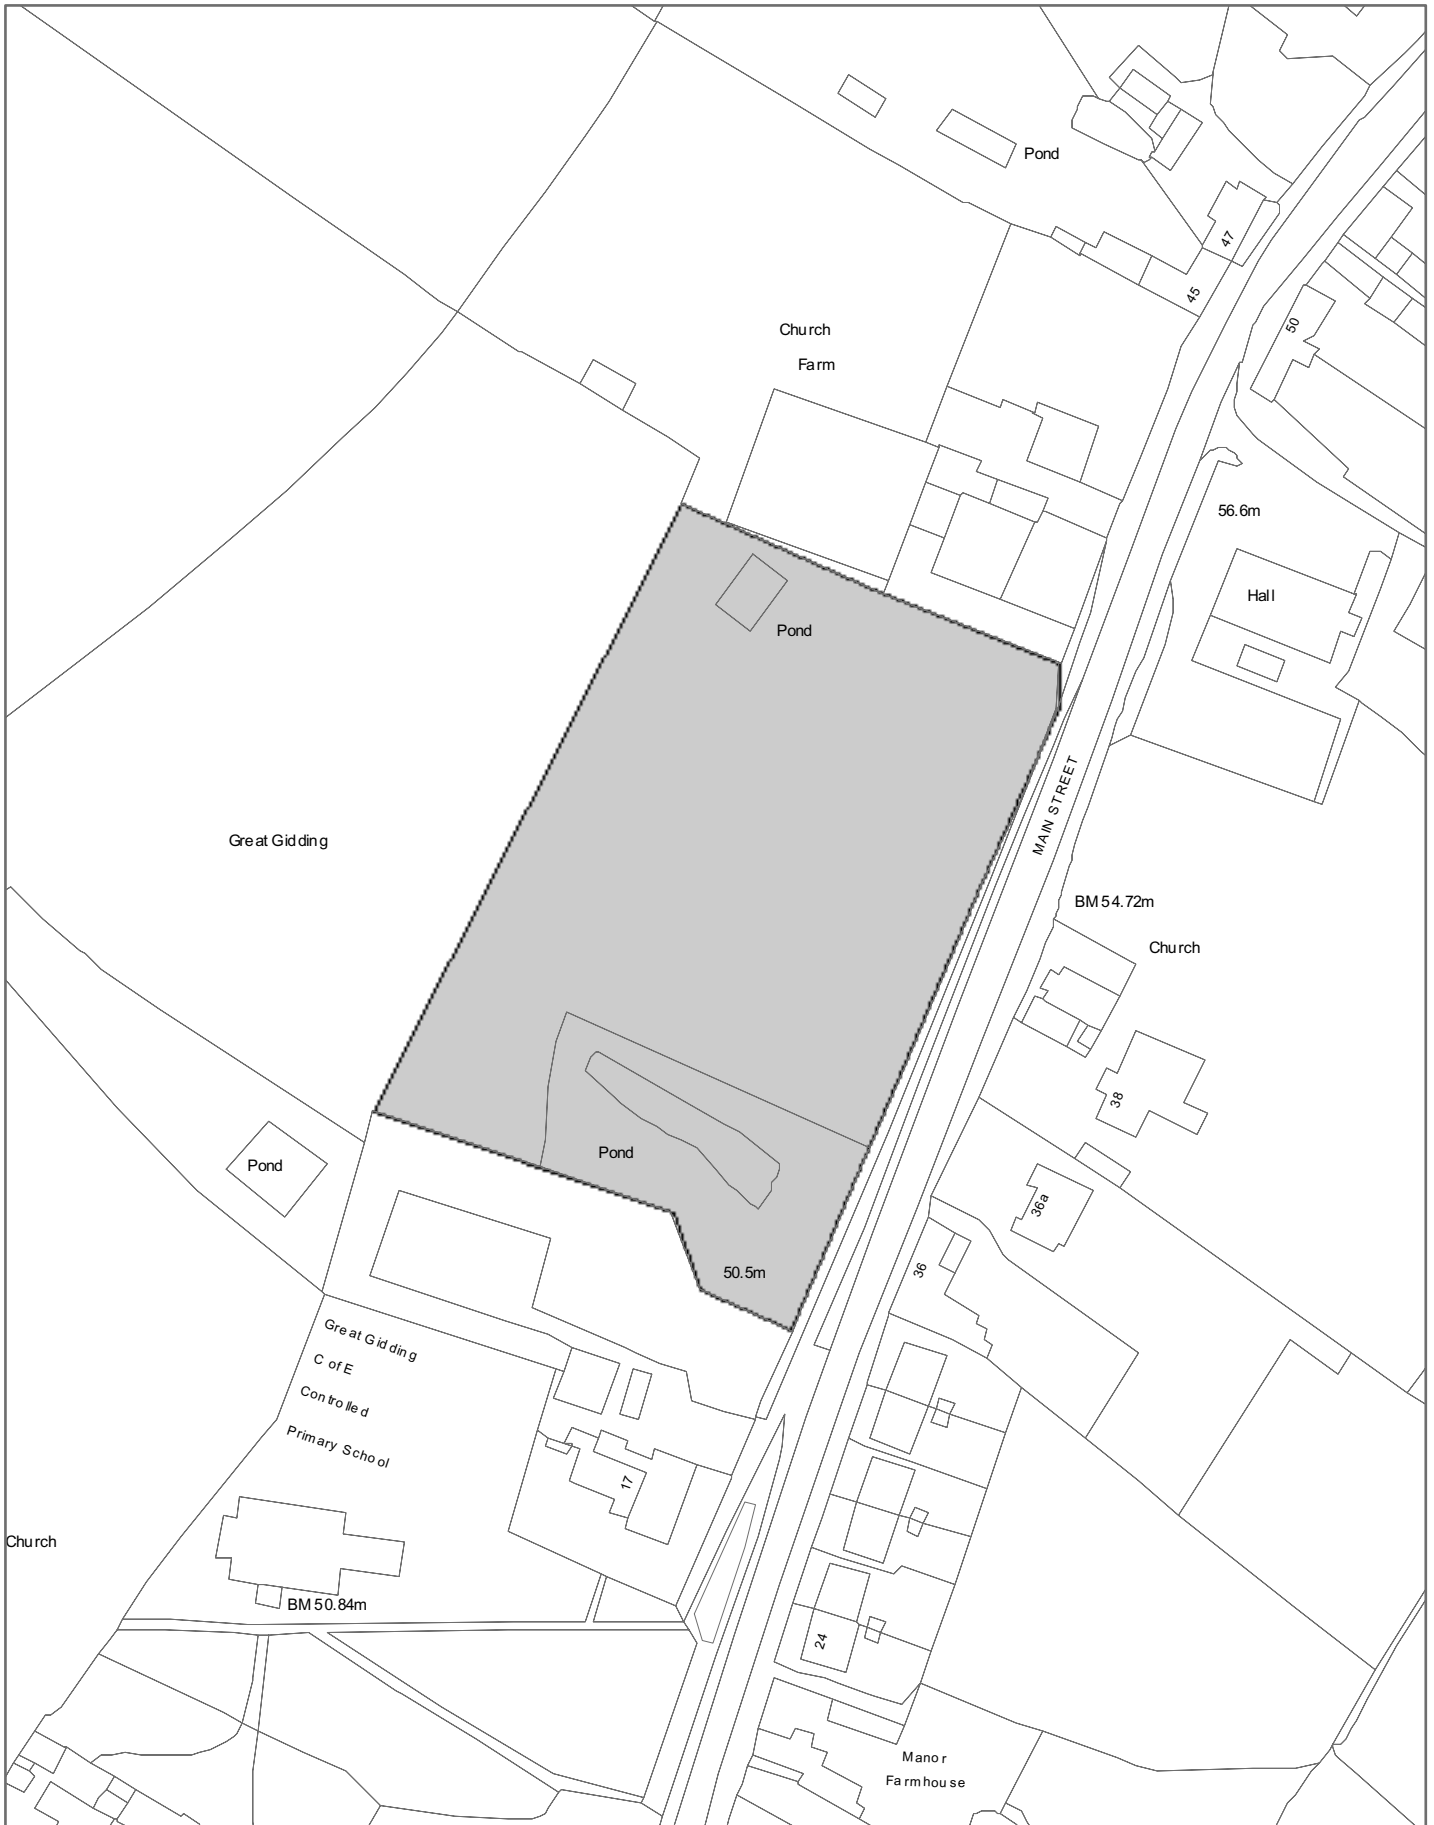 Pond
47
45
50
Church
Farm
56.6m
Hall
Pond
MAIN STREET
Great Gidding
BM 54.72m
Church
38
Pond
Pond
36a
36
50.5m
Great Gidding
C of E
Controlled
Primary School
17
Church
BM 50.84m
24
Manor
Farmhouse